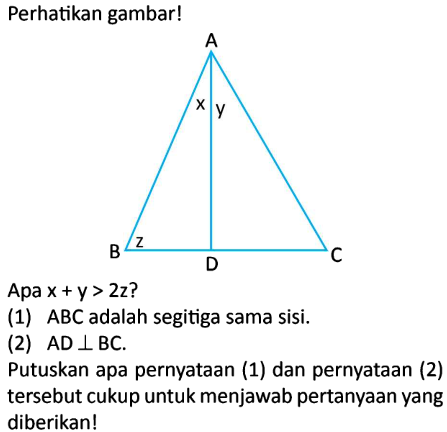 Perhatikan gambar!
A
x y
z
B
D
C
Apa x + y > 2z?
(1) ABC adalah segitiga sama sisi.
(2) AD ⊥ BC.
Putuskan apa pernyataan (1) dan pernyataan (2)
tersebut cukup untuk menjawab pertanyaan yang
diberikan!